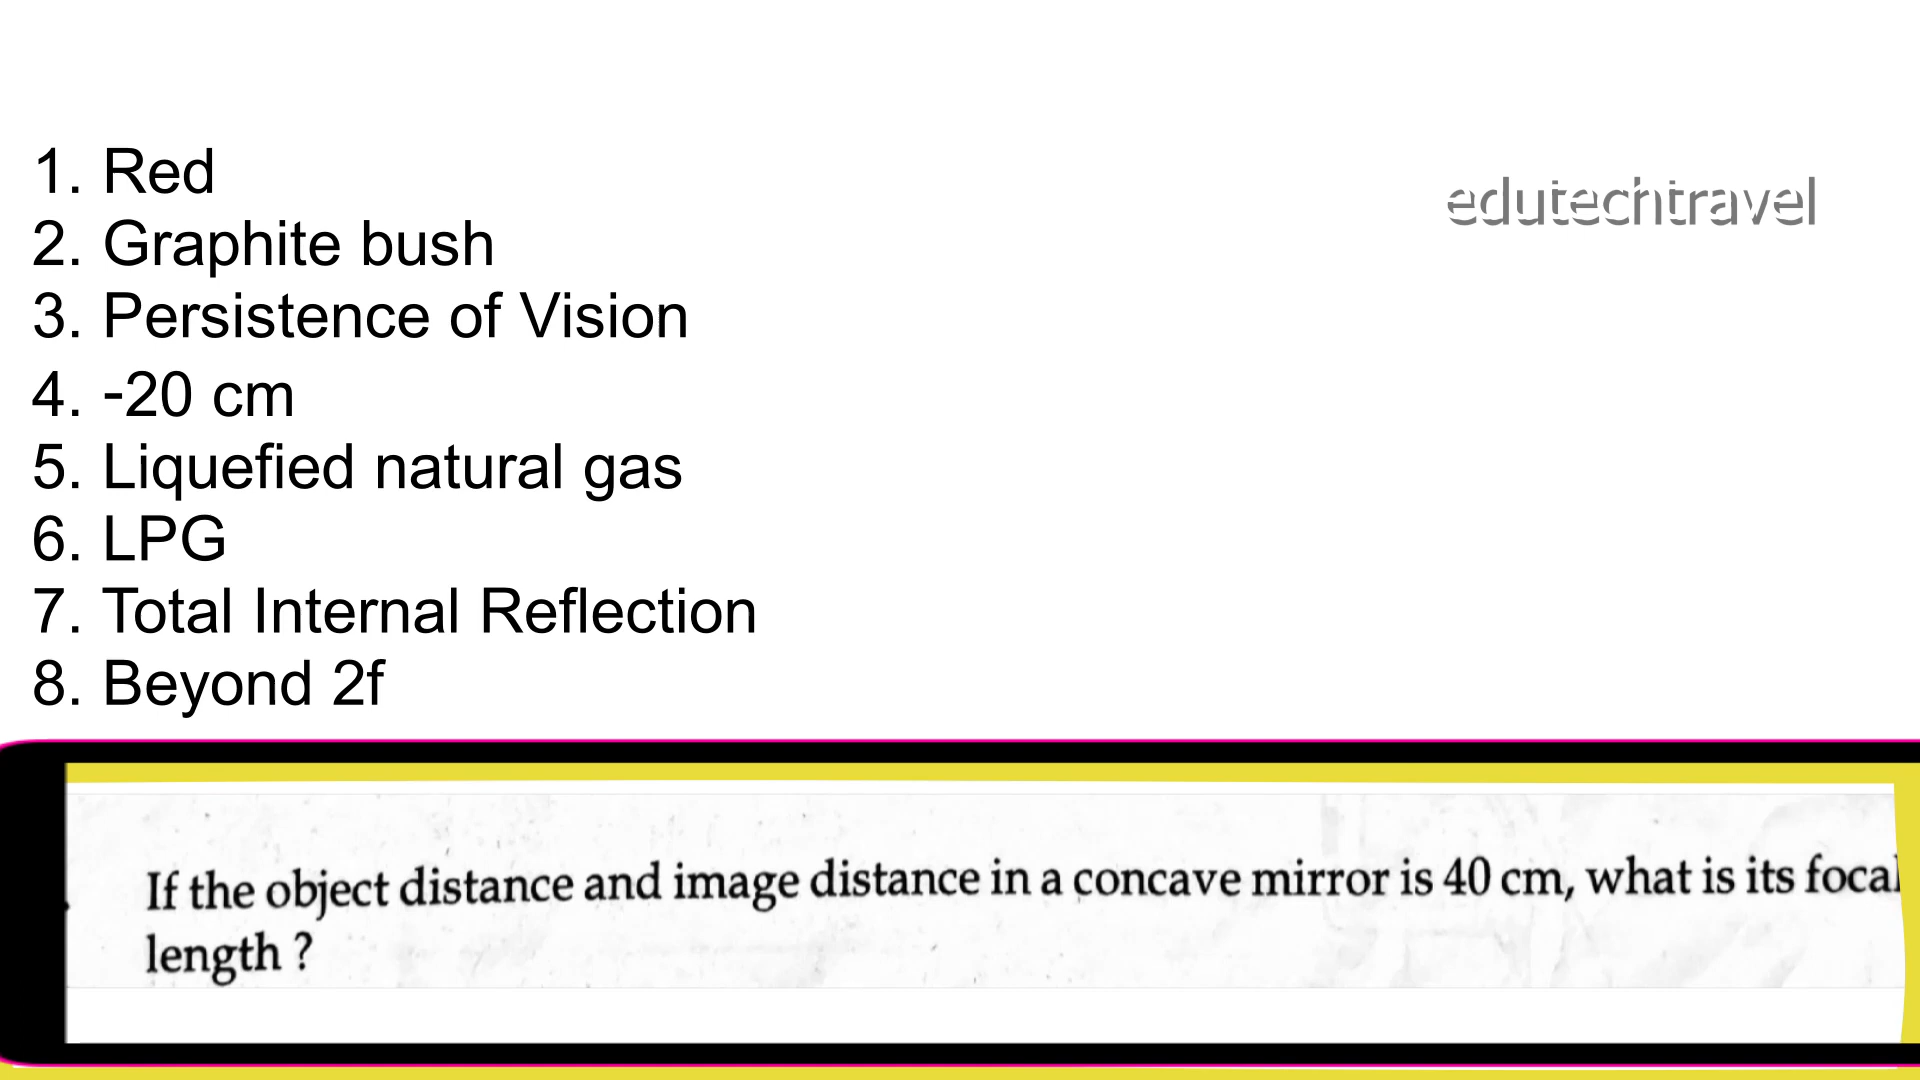 1. Red
edutechtravel
2. Graphite bush
3. Persistence of Vision
4. -20 cm
5. Liquefied natural gas
6. LPG
7. Total Internal Reflection
8. Beyond 2f
If the object distance and image distance in a concave mirror is 40 cm, what is its focal
length ?